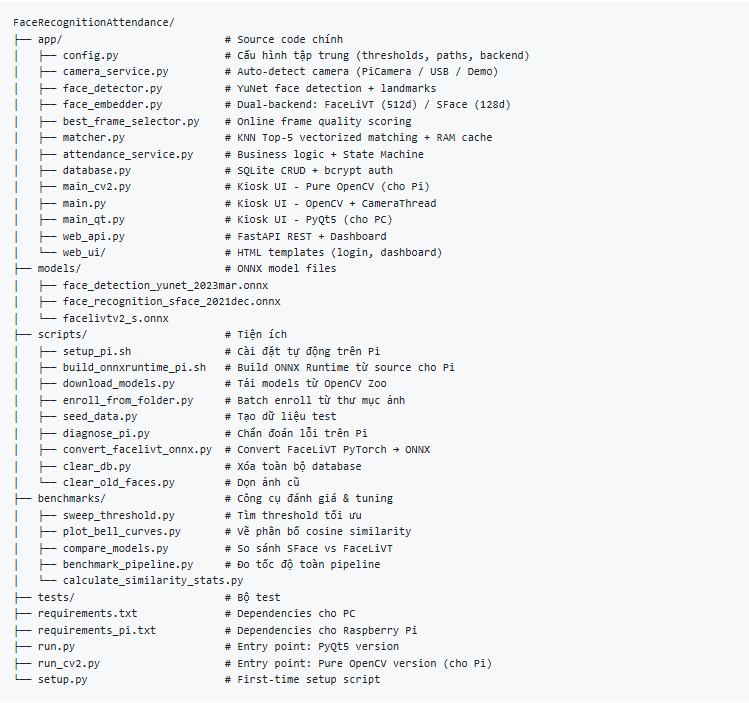 FaceRecognitionAttendance/
├── app/                          # Source code chính
│   ├── config.py                 # Cấu hình tập trung (thresholds, paths, backend)
│   ├── camera_service.py         # Auto-detect camera (PiCamera / USB / Demo)
│   ├── face_detector.py          # YuNet face detection + landmarks
│   ├── face_embedder.py          # Dual-backend: FaceLiVT (512d) / SFace (128d)
│   ├── best_frame_selector.py    # Online frame quality scoring
│   ├── matcher.py                # KNN Top-5 vectorized matching + RAM cache
│   ├── attendance_service.py     # Business logic + State Machine
│   ├── database.py               # SQLite CRUD + bcrypt auth
│   ├── main_cv2.py               # Kiosk UI - Pure OpenCV (cho Pi)
│   ├── main.py                   # Kiosk UI - OpenCV + CameraThread
│   ├── main_qt.py                # Kiosk UI - PyQt5 (cho PC)
│   ├── web_api.py                # FastAPI REST + Dashboard
│   └── web_ui/                   # HTML templates (login, dashboard)
├── models/                       # ONNX model files
│   ├── face_detection_yunet_2023mar.onnx
│   ├── face_recognition_sface_2021dec.onnx
│   └── facelivtv2_s.onnx
├── scripts/                      # Tiện ích
│   ├── setup_pi.sh               # Cài đặt tự động trên Pi
│   ├── build_onnxruntime_pi.sh   # Build ONNX Runtime từ source cho Pi
│   ├── download_models.py        # Tải models từ OpenCV Zoo
│   ├── enroll_from_folder.py     # Batch enroll từ thư mục ảnh
│   ├── seed_data.py              # Tạo dữ liệu test
│   ├── diagnose_pi.py            # Chẩn đoán lỗi trên Pi
│   ├── convert_facelivt_onnx.py  # Convert FaceLiVT PyTorch → ONNX
│   ├── clear_db.py               # Xóa toàn bộ database
│   └── clear_old_faces.py        # Dọn ảnh cũ
├── benchmarks/                   # Công cụ đánh giá & tuning
│   ├── sweep_threshold.py        # Tìm threshold tối ưu
│   ├── plot_bell_curves.py       # Vẽ phân bố cosine similarity
│   ├── compare_models.py         # So sánh SFace vs FaceLiVT
│   ├── benchmark_pipeline.py     # Đo tốc độ toàn pipeline
│   └── calculate_similarity_stats.py
├── tests/                        # Bộ test
├── requirements.txt              # Dependencies cho PC
├── requirements_pi.txt           # Dependencies cho Raspberry Pi
├── run.py                        # Entry point: PyQt5 version
├── run_cv2.py                    # Entry point: Pure OpenCV version (cho Pi)
└── setup.py                      # First-time setup script